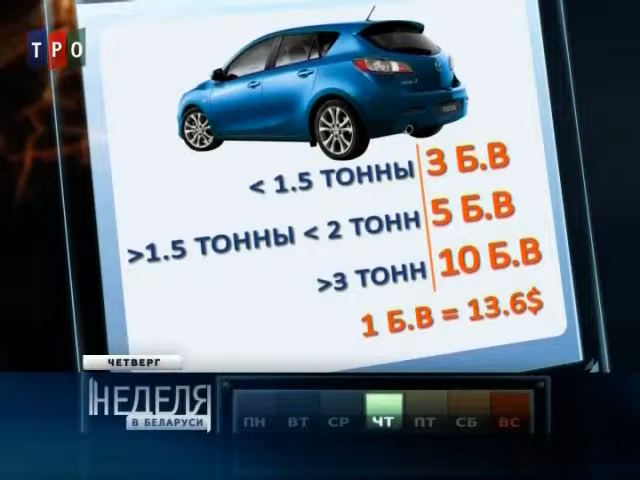 ТРО
< 1.5 ТОННЫ 3 Б.В
>1.5 ТОННЫ < 2 ТОНН 5 Б.В
>3 ТОНН 10 Б.В
1 Б.В = 13.6$
ЧЕТВЕРГ
НЕДЕЛЯ
В БЕЛАРУСИ
ПН ВТ СР ЧТ ПТ СБ ВС